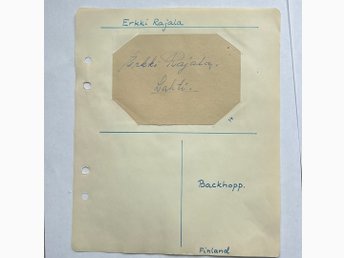 Erkki Rajala
Erkki Rajala.
Lahti.
Backhopp.
Finland